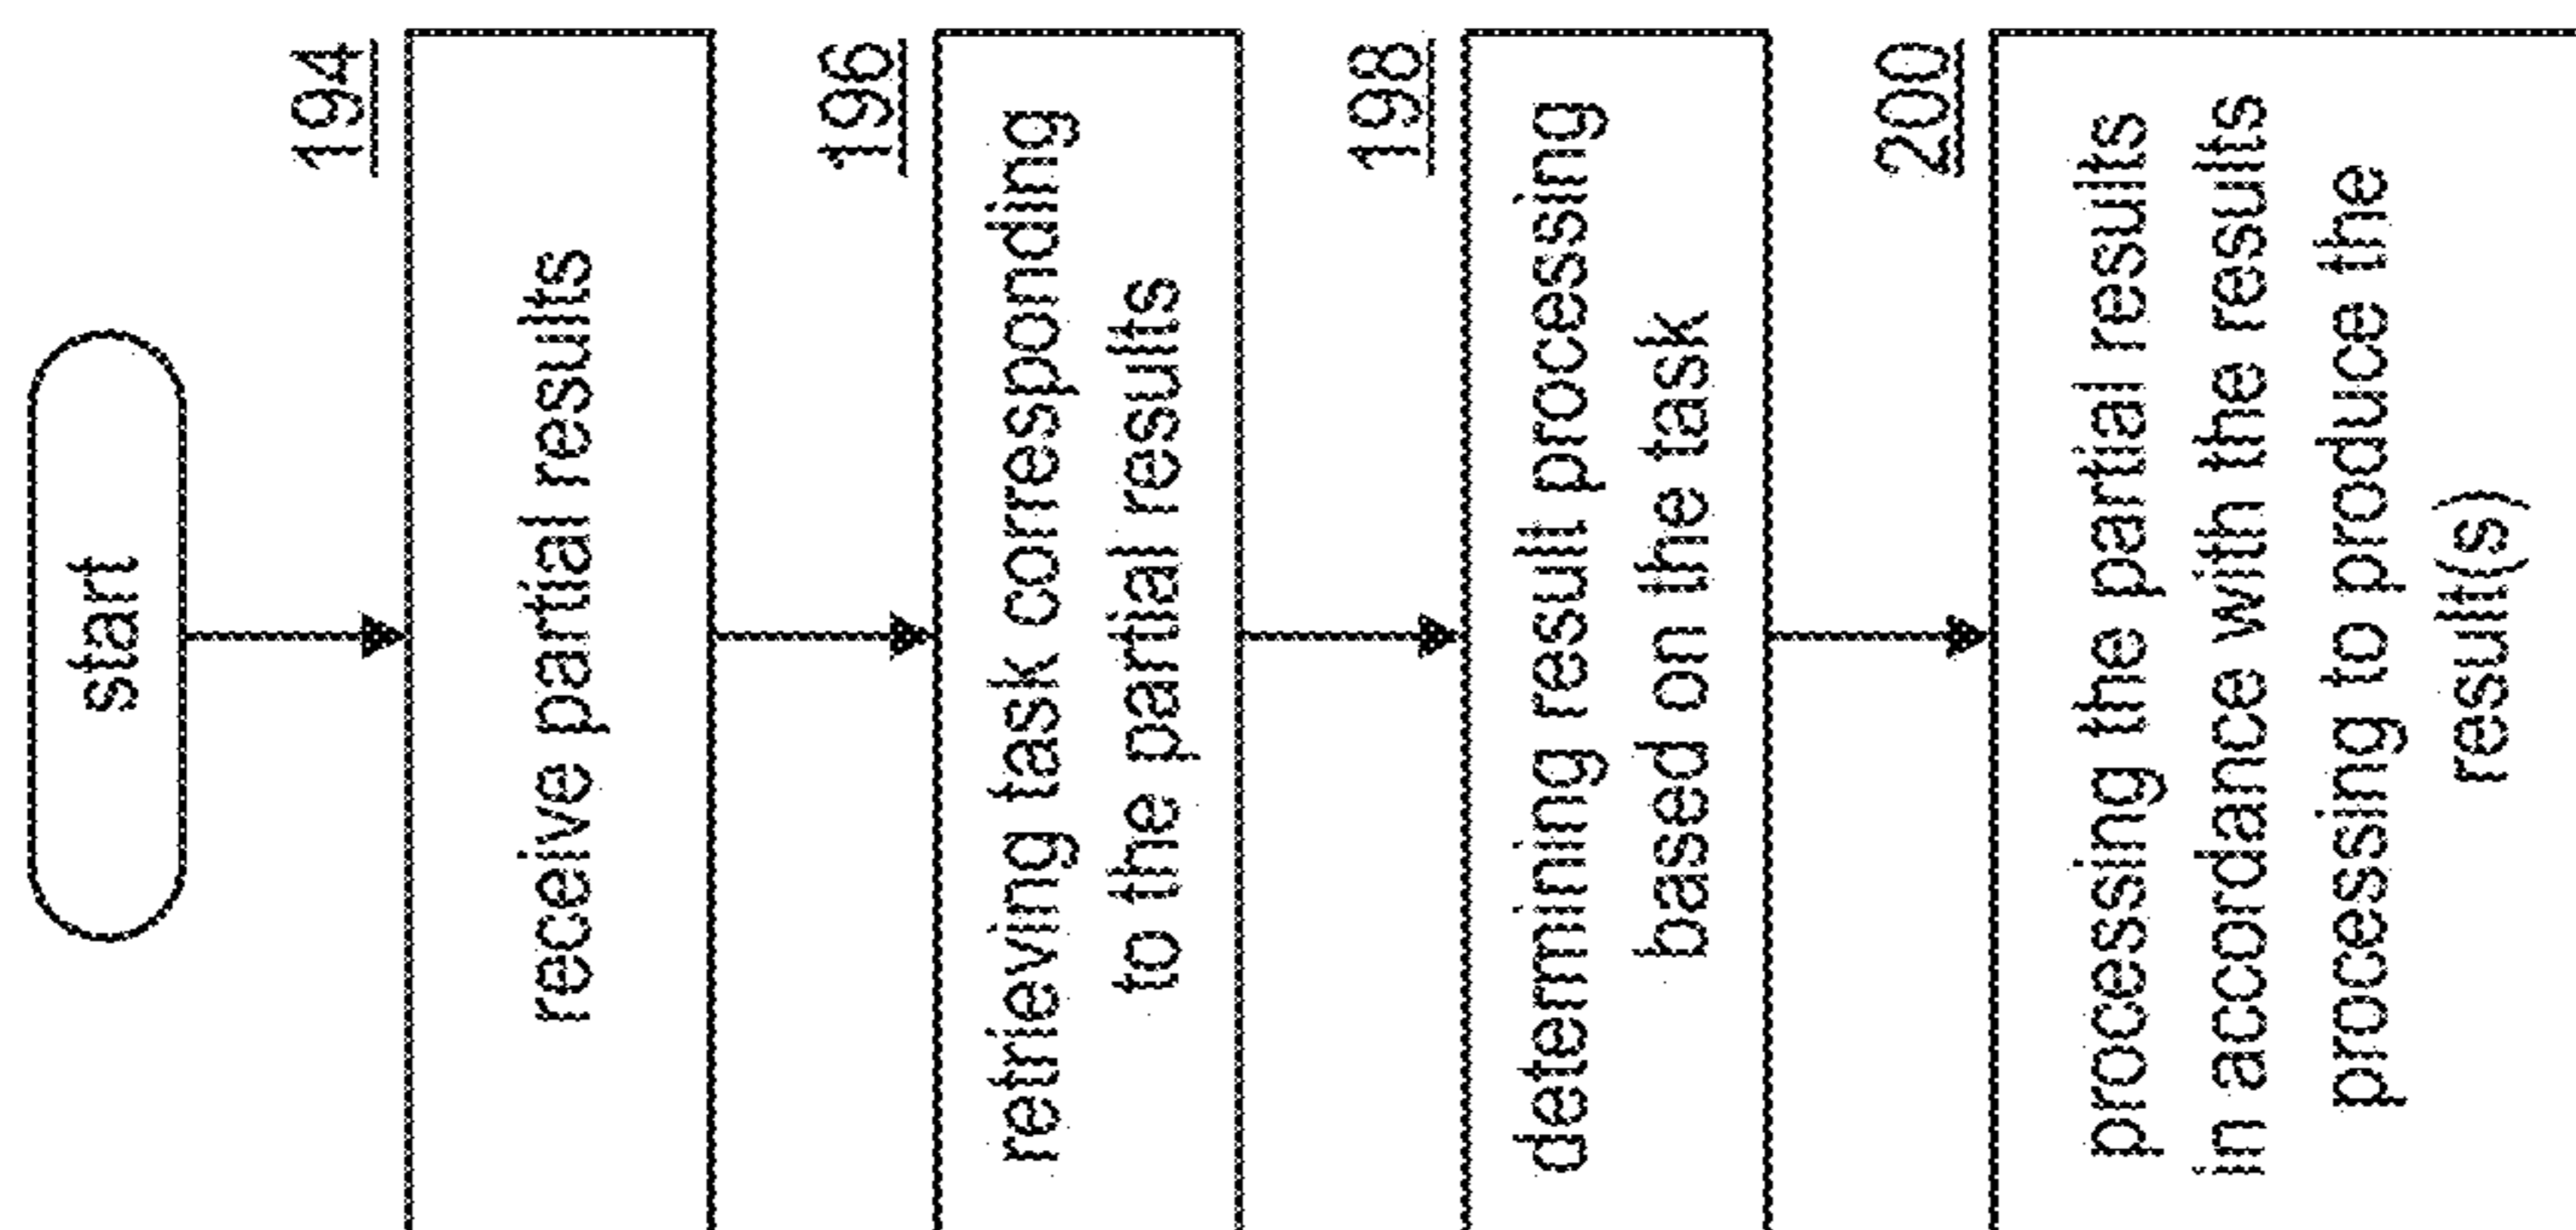 start
194
receive partial results
196
retrieving task corresponding
to the partial results
198
determining result processing
based on the task
200
processing the partial results
in accordance with the results
processing to produce the
result(s)